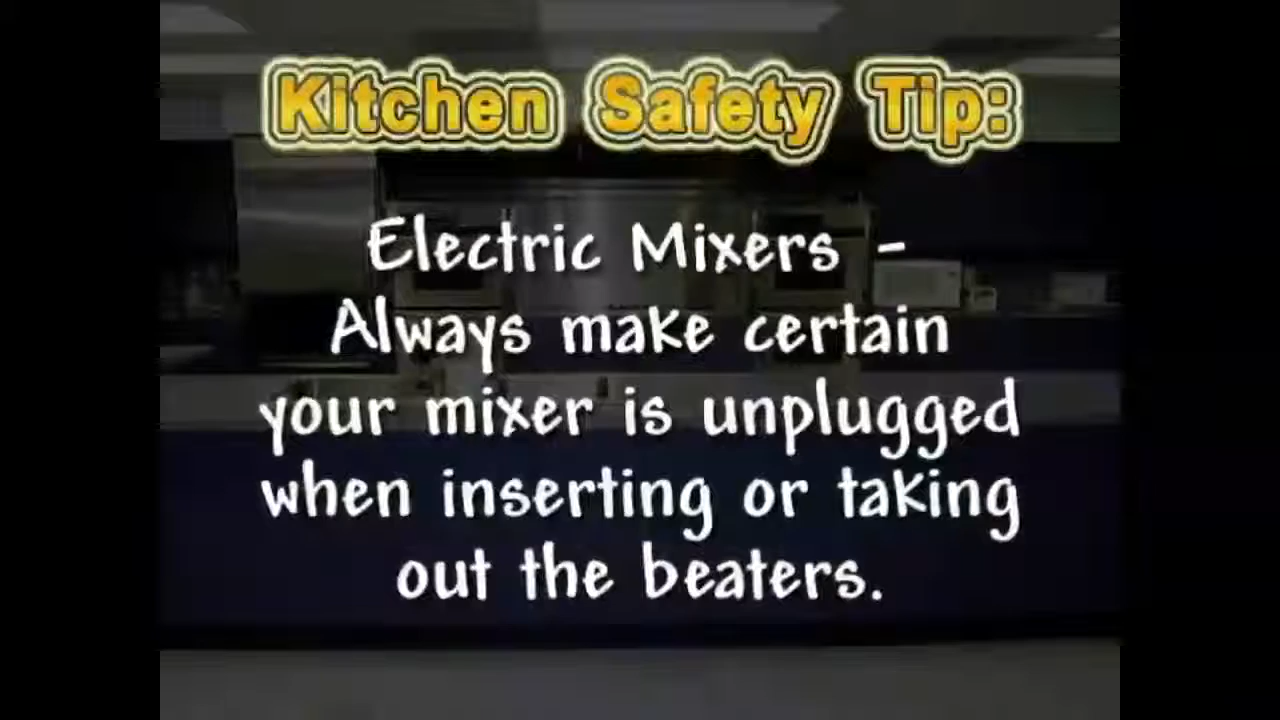 Kitchen Safety Tip:
Electric Mixers -
Always make certain
your mixer is unplugged
when inserting or taking
out the beaters.